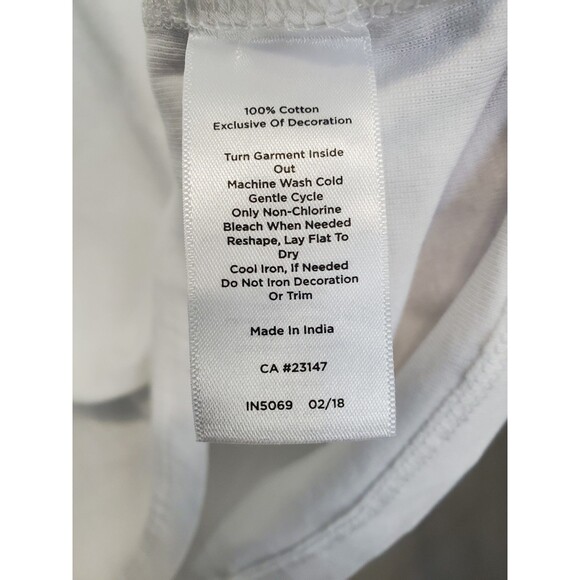 100% Cotton
Exclusive Of Decoration
Turn Garment Inside
Out
Machine Wash Cold
Gentle Cycle
Only Non-Chlorine
Bleach When Needed
Reshape, Lay Flat To
Dry
Cool Iron, If Needed
Do Not Iron Decoration
Or Trim
Made In India
CA #23147
IN5069 02/18